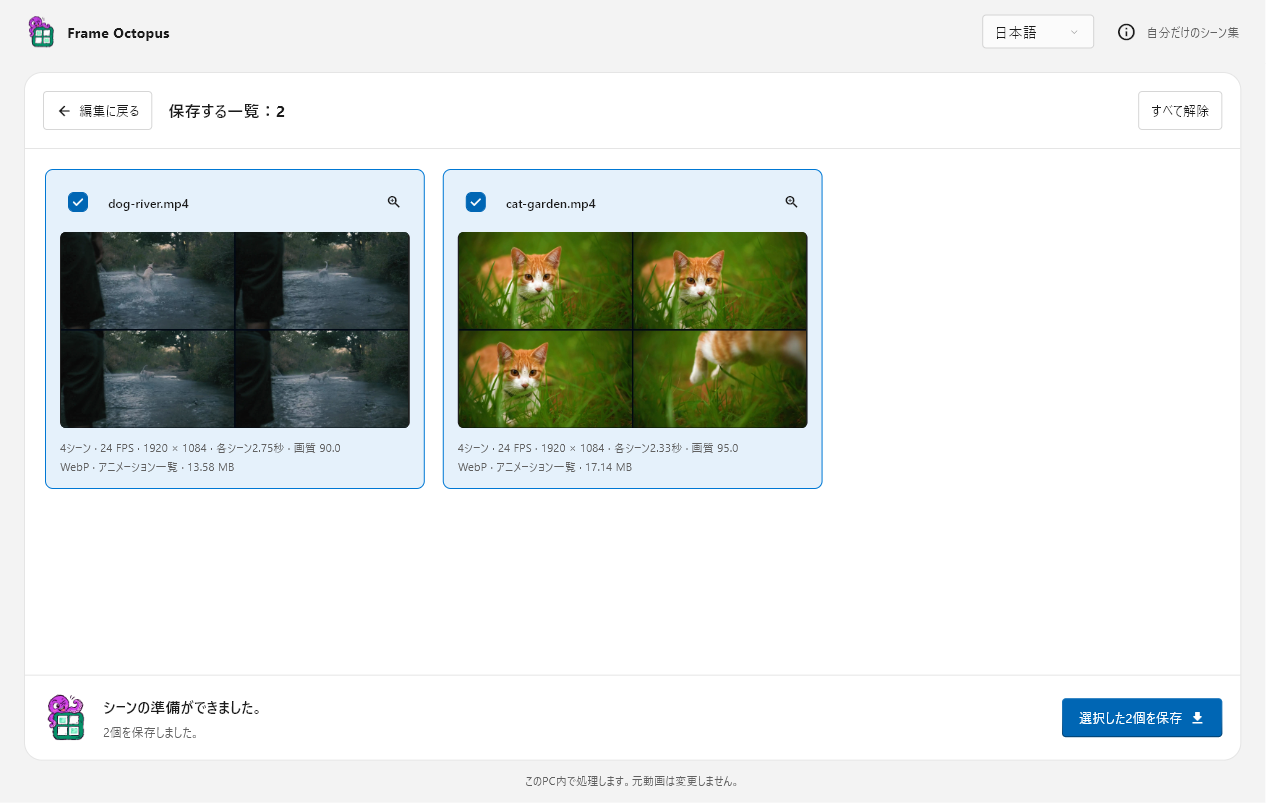 Frame Octopus
日本語
自分だけのシーン集
編集に戻る
保存する一覧：2
すべて解除
dog-river.mp4
4シーン · 24 FPS · 1920 × 1084 · 各シーン2.75秒 · 画質 90.0
WebP · アニメーション一覧 · 13.58 MB
cat-garden.mp4
4シーン · 24 FPS · 1920 × 1084 · 各シーン2.33秒 · 画質 95.0
WebP · アニメーション一覧 · 17.14 MB
シーンの準備ができました。
2個を保存しました。
選択した2個を保存
このPC内で処理します。元動画は変更しません。